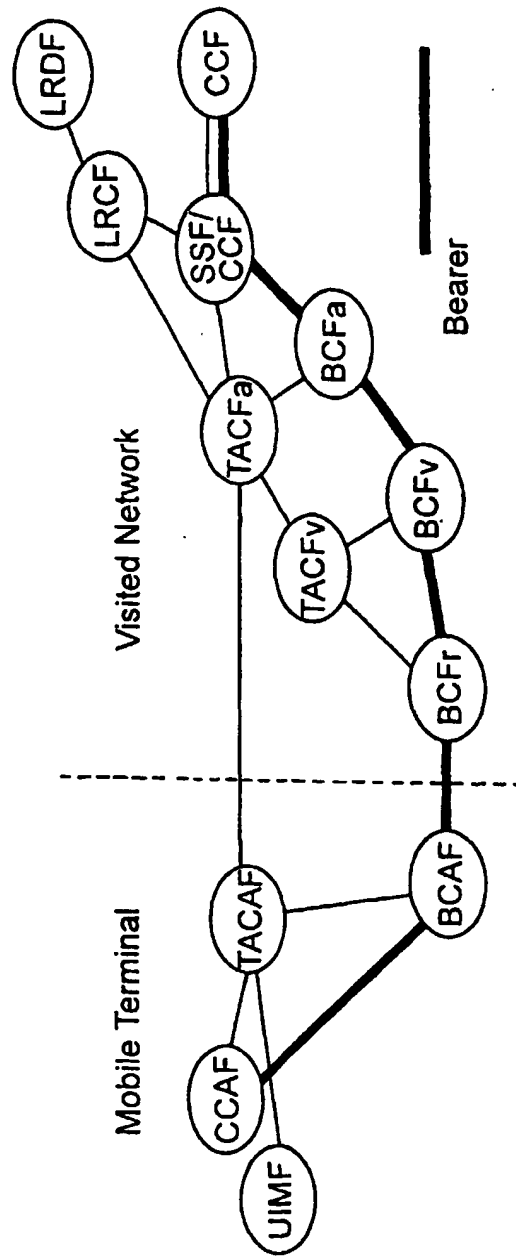 Mobile Terminal
Visited Network
LRDF
LRCF
CCF
SSF/
CCF
TACFa
BCFa
TACFv
BCFv
BCFr
TACAF
BCAF
CCAF
UIMF
Bearer